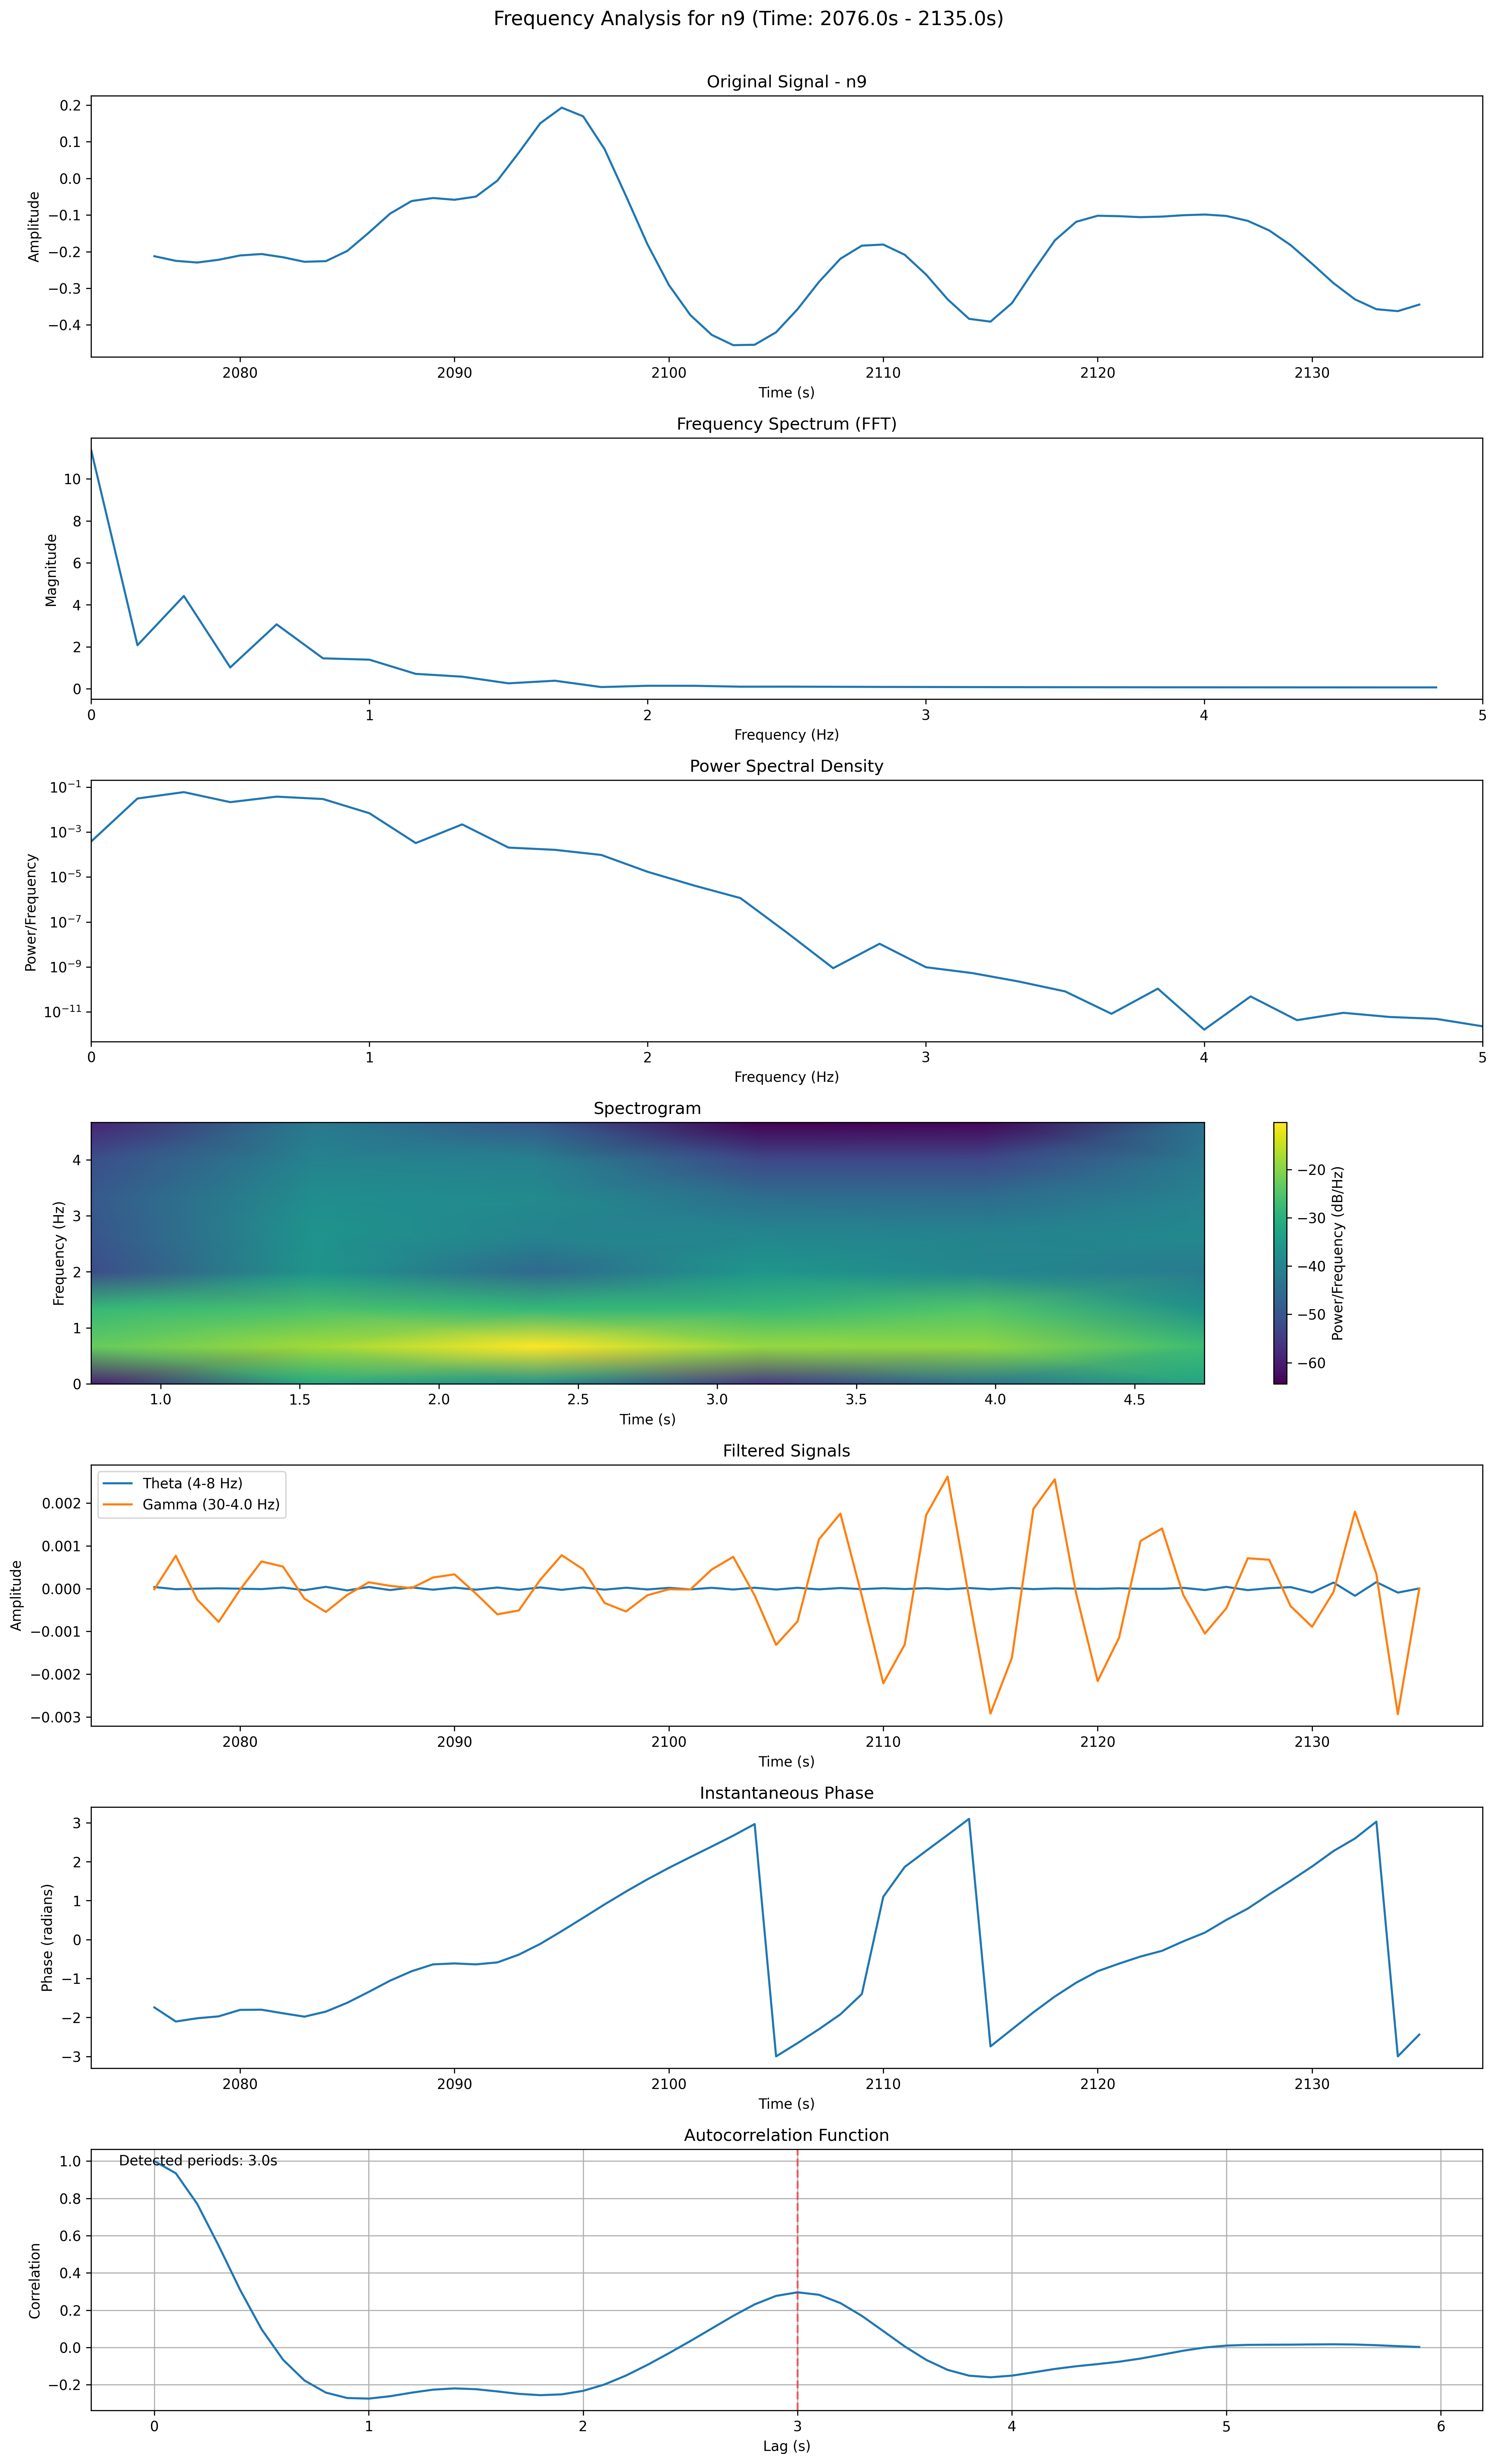 Frequency Analysis for n9 (Time: 2076.0s - 2135.0s)
Original Signal - n9
0.2
0.1
0.0
−0.1
−0.2
−0.3
−0.4
Amplitude
2080 2090 2100 2110 2120 2130
Time (s)
Frequency Spectrum (FFT)
10
8
6
4
2
0
Magnitude
0 1 2 3 4 5
Frequency (Hz)
Power Spectral Density
10⁻¹
10⁻³
10⁻⁵
10⁻⁷
10⁻⁹
10⁻¹¹
Power/Frequency
0 1 2 3 4 5
Frequency (Hz)
Spectrogram
4
3
2
1
0
Frequency (Hz)
1.0 1.5 2.0 2.5 3.0 3.5 4.0 4.5
Time (s)
−20
−30
−40
−50
−60
Power/Frequency (dB/Hz)
Filtered Signals
Theta (4-8 Hz)
Gamma (30-4.0 Hz)
0.002
0.001
0.000
−0.001
−0.002
−0.003
Amplitude
2080 2090 2100 2110 2120 2130
Time (s)
Instantaneous Phase
3
2
1
0
−1
−2
−3
Phase (radians)
2080 2090 2100 2110 2120 2130
Time (s)
Autocorrelation Function
Detected periods: 3.0s
1.0
0.8
0.6
0.4
0.2
0.0
−0.2
Correlation
0 1 2 3 4 5 6
Lag (s)